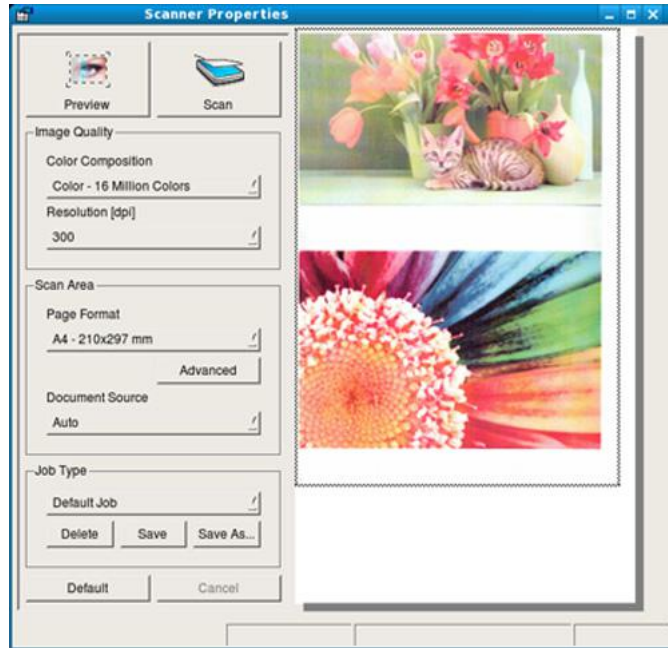 Scanner Properties
Preview
Scan
Image Quality
Color Composition
Color - 16 Million Colors
Resolution [dpi]
300
Scan Area
Page Format
A4 - 210x297 mm
Advanced
Document Source
Auto
Job Type
Default Job
Delete Save Save As...
Default Cancel